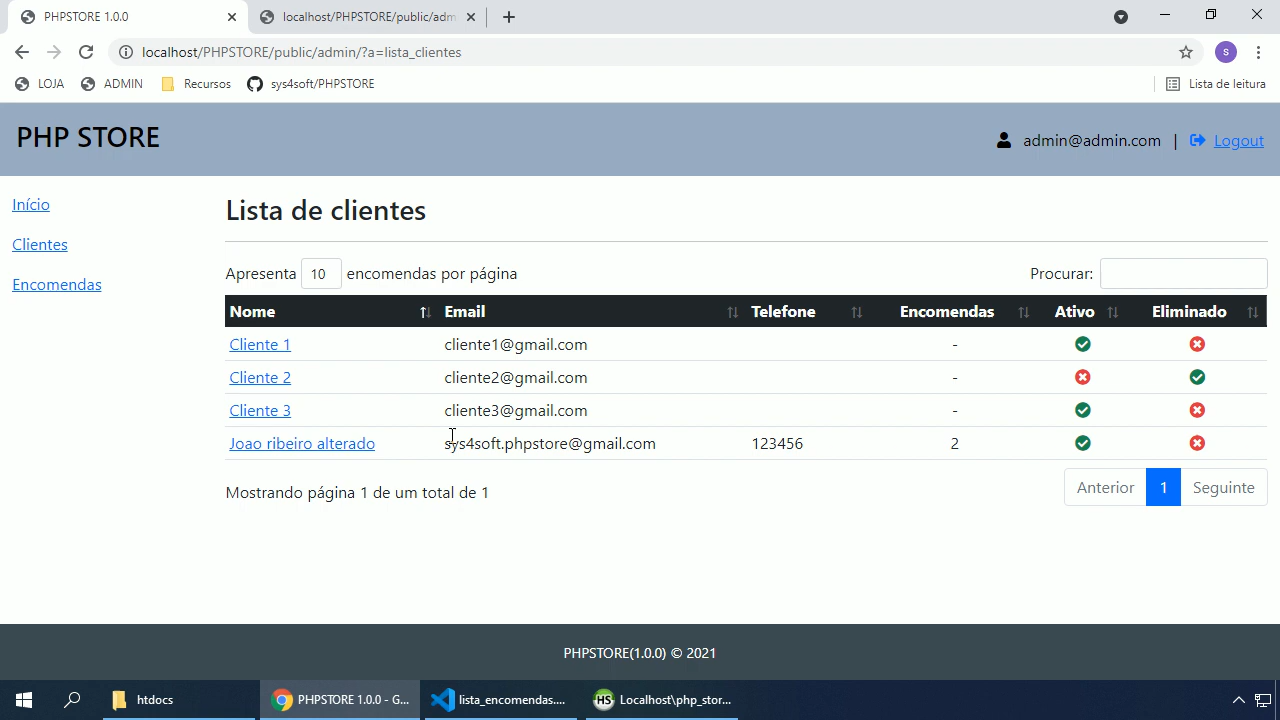 PHPSTORE 1.0.0
localhost/PHPSTORE/public/adm
localhost/PHPSTORE/public/admin/?a=lista_clientes
S
LOJA ADMIN Recursos sys4soft/PHPSTORE Lista de leitura
PHP STORE
admin@admin.com | Logout
Início
Clientes
Encomendas
Lista de clientes
Apresenta 10 encomendas por página
Procurar:
Nome Email Telefone Encomendas Ativo Eliminado
Cliente 1 cliente1@gmail.com -
Cliente 2 cliente2@gmail.com -
Cliente 3 cliente3@gmail.com -
Joao ribeiro alterado sys4soft.phpstore@gmail.com 123456 2
Mostrando página 1 de um total de 1
Anterior 1 Seguinte
PHPSTORE(1.0.0) © 2021
htdocs PHPSTORE 1.0.0 - G... lista_encomendas.... HS Localhost\php_stor...